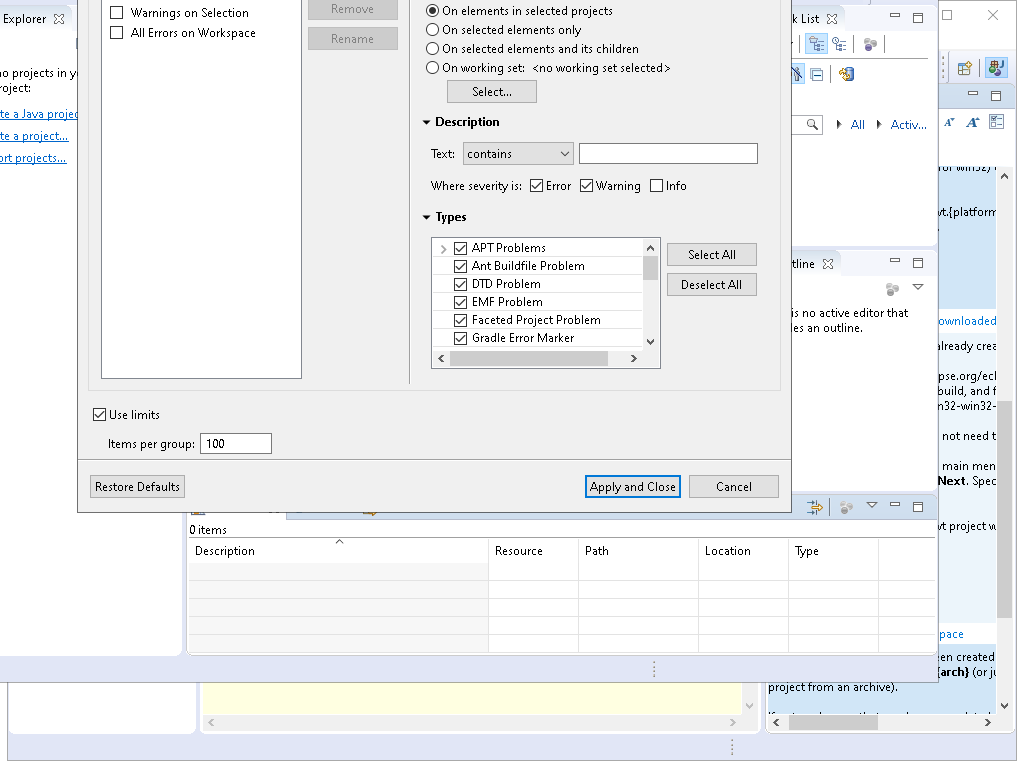 Explorer
Warnings on Selection
All Errors on Workspace
Remove
Rename
On elements in selected projects
On selected elements only
On selected elements and its children
On working set: <no working set selected>
Select...
k List
no projects in
project:
te a Java projec
te a project...
ort projects...
Description
Text: contains
Where severity is: Error Warning Info
Types
APT Problems
Ant Buildfile Problem
DTD Problem
EMF Problem
Faceted Project Problem
Gradle Error Marker
Select All
Deselect All
All
Activ...
tline
is no active editor that
es an outline.
vt.{platform
ownloaded
already crea
pse.org/ecl
build, and f
n32-win32-
not need t
main men
Next. Spec
vt project w
Use limits
Items per group: 100
Restore Defaults
Apply and Close
Cancel
0 items
Description
Resource
Path
Location
Type
pace
een created
{arch} (or ju
project from an archive).